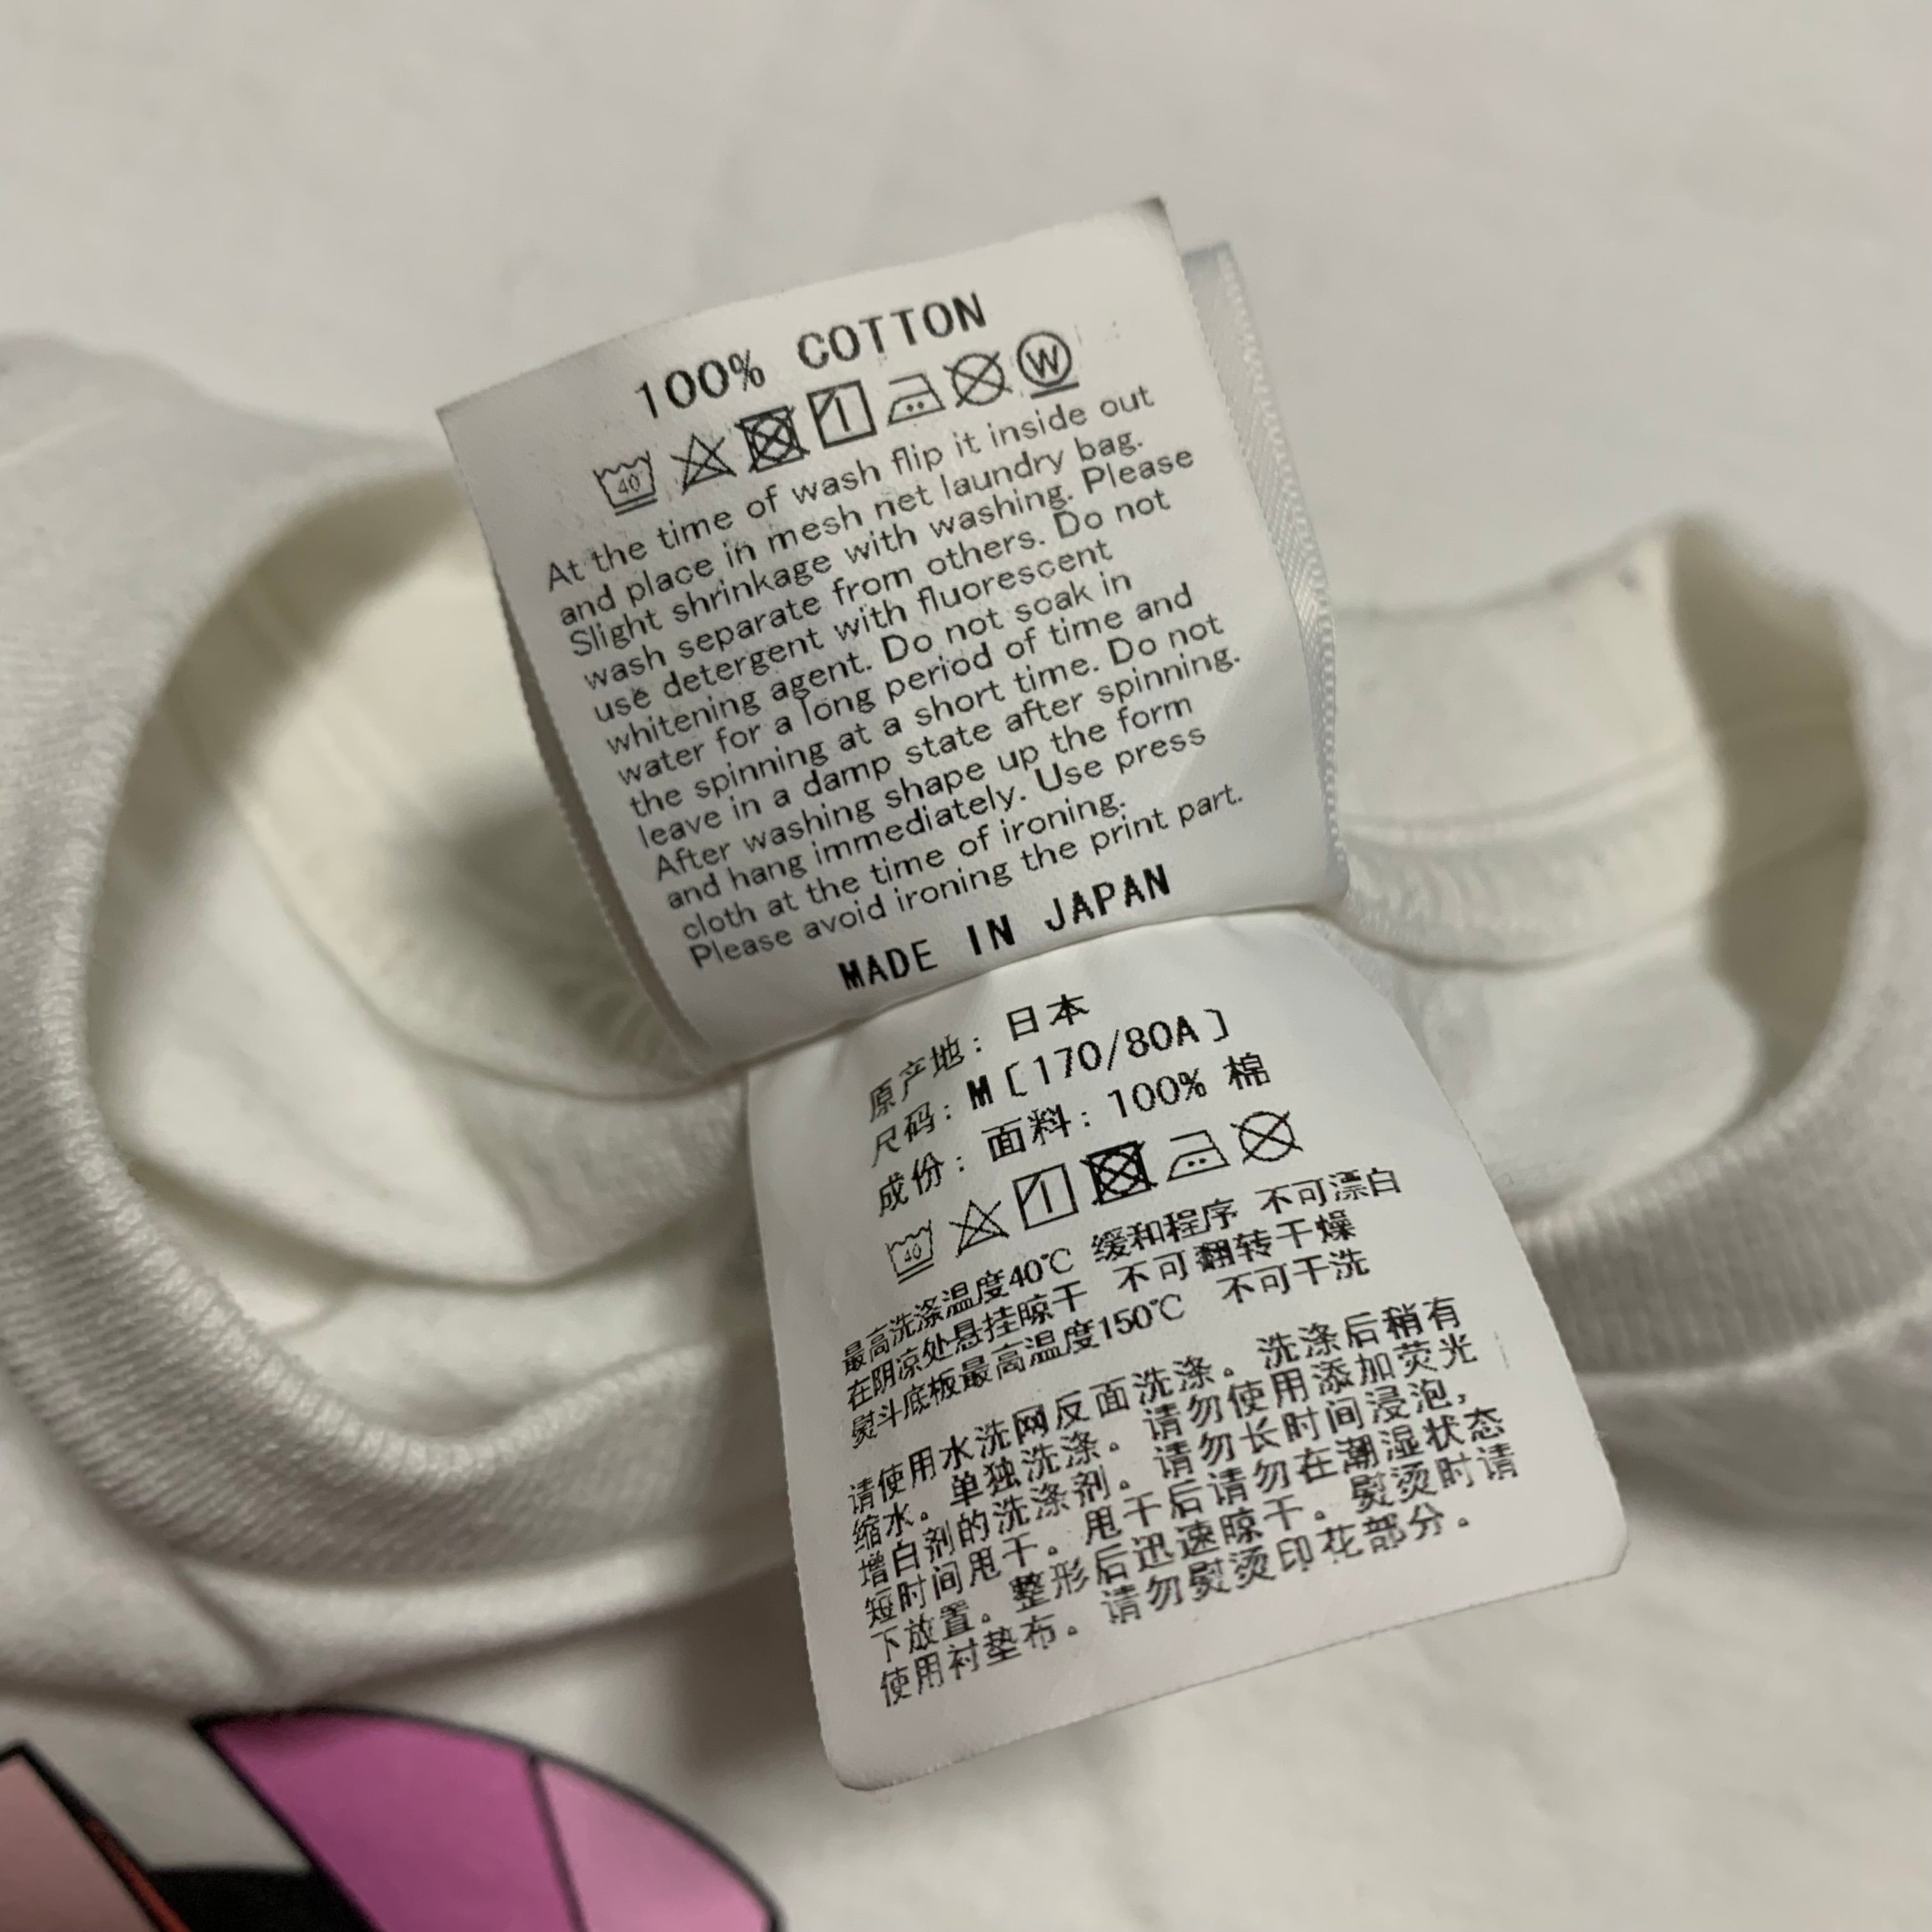 100% COTTON
40 W
At the time of wash flip it inside out
and place in mesh net laundry bag.
Slight shrinkage with washing. Please
wash separate from others. Do not
use detergent with fluorescent
whitening agent. Do not soak in
water for a long period of time and
the spinning at a short time. Do not
leave in a damp state after spinning.
After washing shape up the form
and hang immediately. Use press
cloth at the time of ironing.
Please avoid ironing the print part.
MADE IN JAPAN
原产地: 日本
尺码: M〔170/80A〕
成份: 面料: 100% 棉
40
最高洗涤温度40℃ 缓和程序 不可漂白
在阴凉处悬挂晾干 不可翻转干燥
熨斗底板最高温度150℃ 不可干洗
请使用水洗网反面洗涤。洗涤后稍有
缩水。单独洗涤。请勿使用添加荧光
增白剂的洗涤剂。请勿长时间浸泡,
短时间甩干。甩干后请勿在潮湿状态
下放置。整形后迅速晾干。熨烫时请
使用衬垫布。请勿熨烫印花部分。